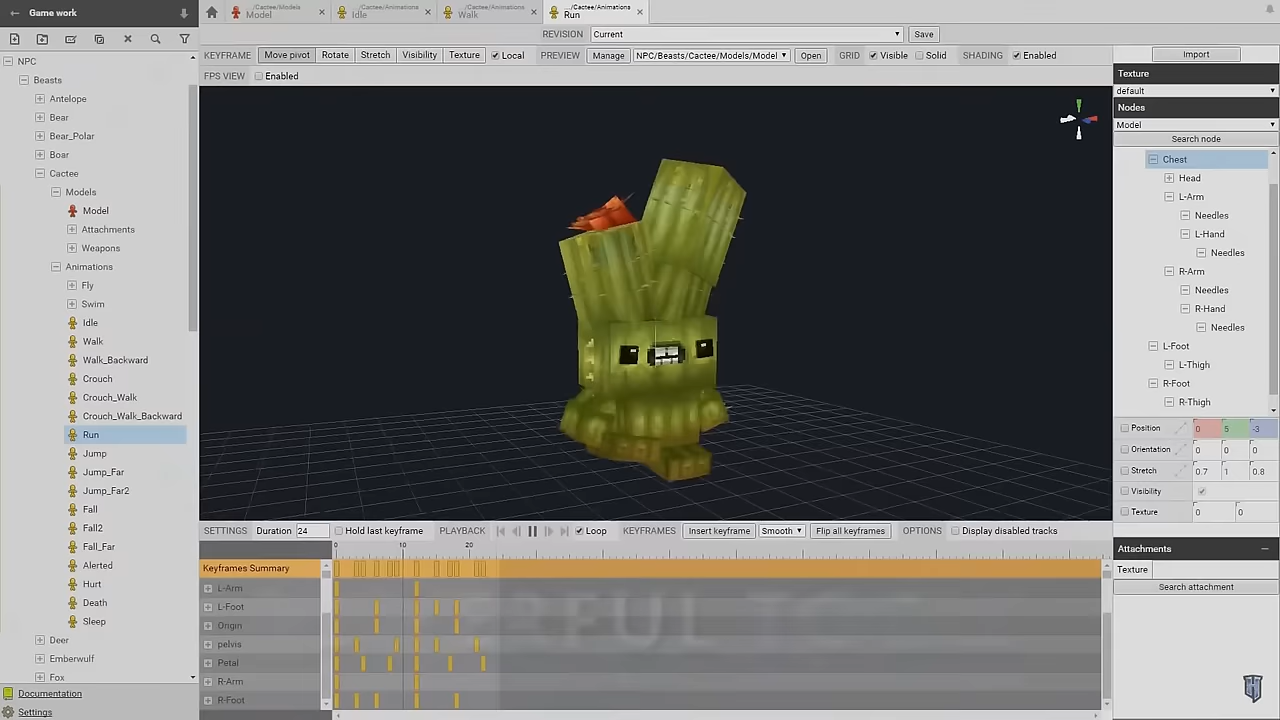 Game work
.../Cactee/Models
Model
.../Cactee/Animations
Idle
.../Cactee/Animations
Walk
.../Cactee/Animations
Run
REVISION Current Save
KEYFRAME Move pivot Rotate Stretch Visibility Texture Local PREVIEW Manage NPC/Beasts/Cactee/Models/Model Open GRID Visible Solid SHADING Enabled
FPS VIEW Enabled
NPC
Beasts
Antelope
Bear
Bear_Polar
Boar
Cactee
Models
Model
Attachments
Weapons
Animations
Fly
Swim
Idle
Walk
Walk_Backward
Crouch
Crouch_Walk
Crouch_Walk_Backward
Run
Jump
Jump_Far
Jump_Far2
Fall
Fall2
Fall_Far
Alerted
Hurt
Death
Sleep
Deer
Emberwulf
Fox
Documentation
Settings
Import
Texture
default
Nodes
Model
Search node
Chest
Head
L-Arm
Needles
L-Hand
Needles
R-Arm
Needles
R-Hand
Needles
L-Foot
L-Thigh
R-Foot
R-Thigh
Position 0 5 -3
Orientation 0 0 0
Stretch 0.7 1 0.8
Visibility
Texture 0 0
Attachments
Texture
Search attachment
SETTINGS Duration 24 Hold last keyframe PLAYBACK Loop KEYFRAMES Insert keyframe Smooth Flip all keyframes OPTIONS Display disabled tracks
0 10 20
Keyframes Summary
L-Arm
L-Foot
Origin
pelvis
Petal
R-Arm
R-Foot